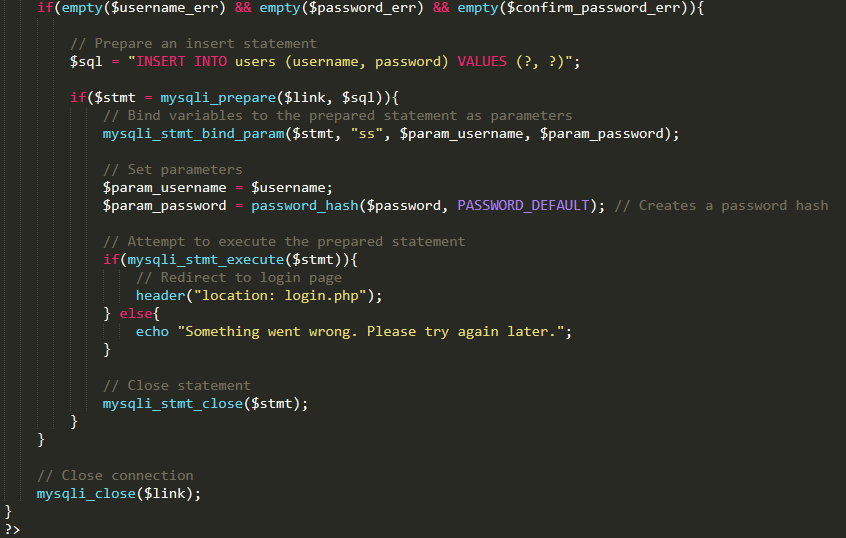 if(empty($username_err) && empty($password_err) && empty($confirm_password_err)){
// Prepare an insert statement
$sql = "INSERT INTO users (username, password) VALUES (?, ?)";
if($stmt = mysqli_prepare($link, $sql)){
// Bind variables to the prepared statement as parameters
mysqli_stmt_bind_param($stmt, "ss", $param_username, $param_password);
// Set parameters
$param_username = $username;
$param_password = password_hash($password, PASSWORD_DEFAULT); // Creates a password hash
// Attempt to execute the prepared statement
if(mysqli_stmt_execute($stmt)){
// Redirect to login page
header("location: login.php");
} else{
echo "Something went wrong. Please try again later.";
}
// Close statement
mysqli_stmt_close($stmt);
}
}
// Close connection
mysqli_close($link);
}
?>